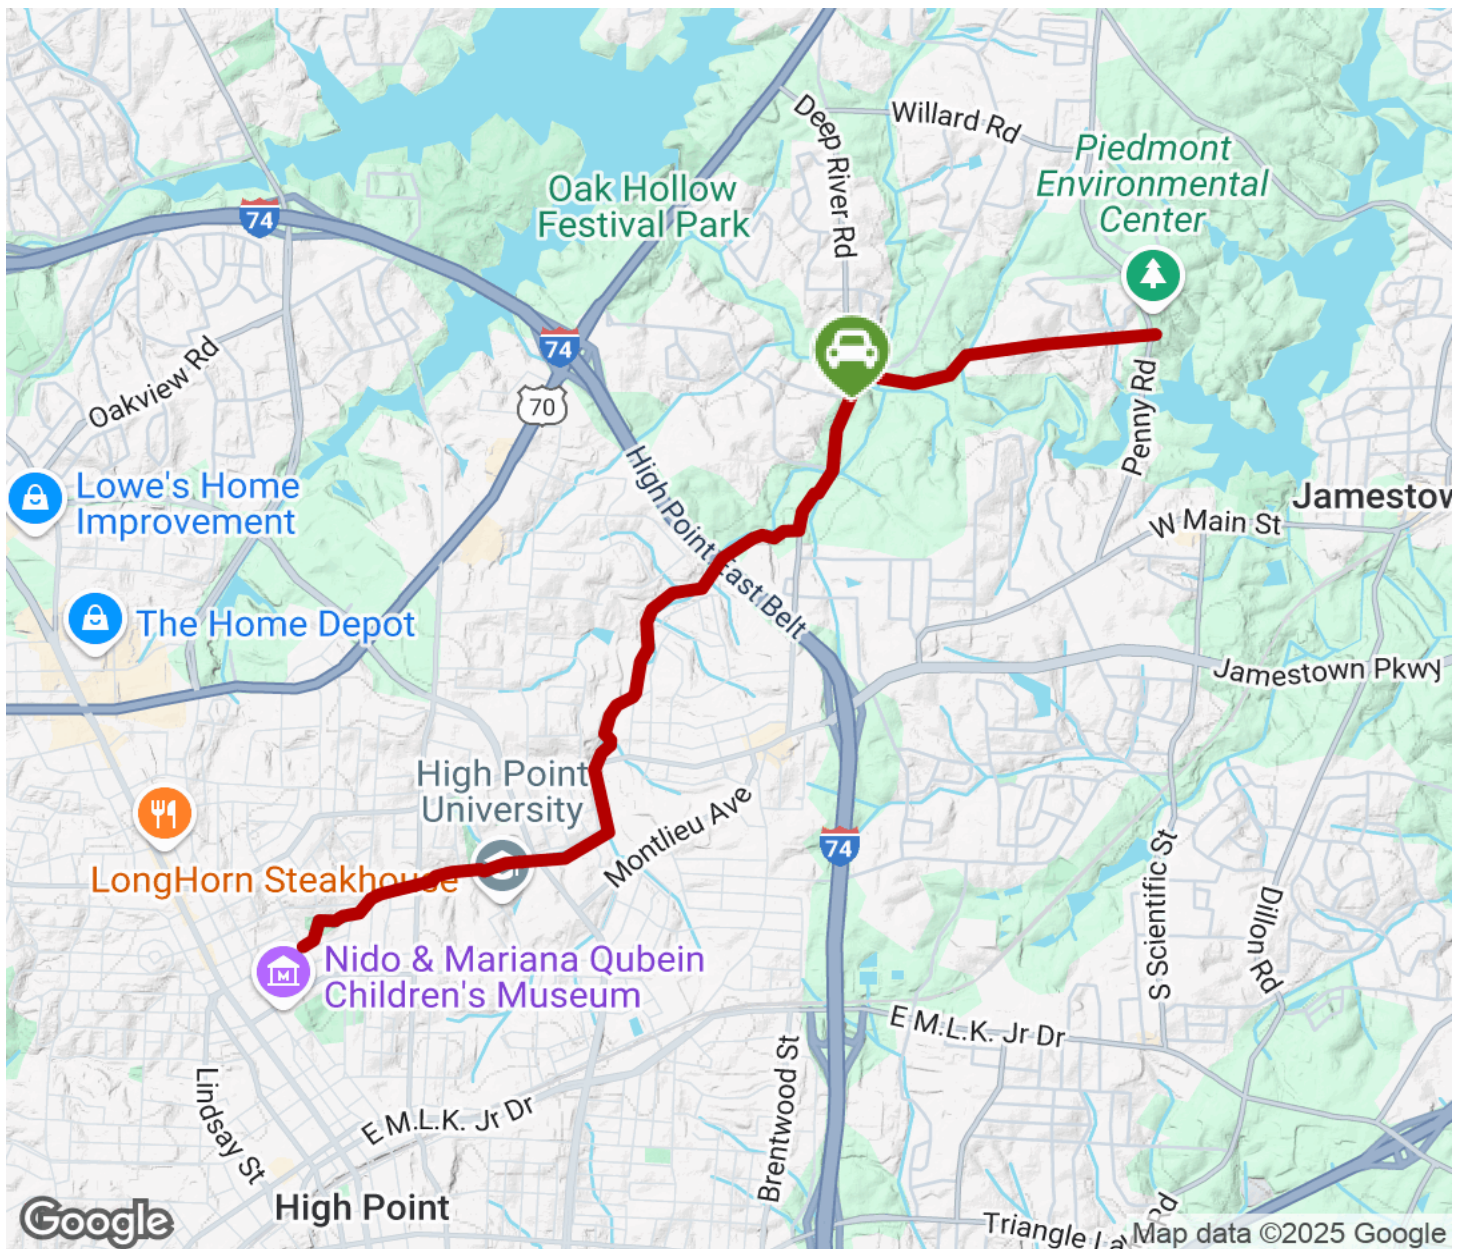 Willard Rd
Deep River Rd
Piedmont
Environmental
Center
Oak Hollow
Festival Park
74
74
70
Oakview Rd
Penny Rd
High Point East Belt
Lowe's Home
Improvement
Jamestow
W Main St
The Home Depot
Jamestown Pkwy
High Point
University
Montlieu Ave
74
LongHorn Steakhouse
S Scientific St
Dillon Rd
M
Nido & Mariana Qubein
Children's Museum
E M.L.K. Jr Dr
Brentwood St
Lindsay St
E M.L.K. Jr Dr
High Point
Google
Triangle La
Rd
Map data ©2025 Google